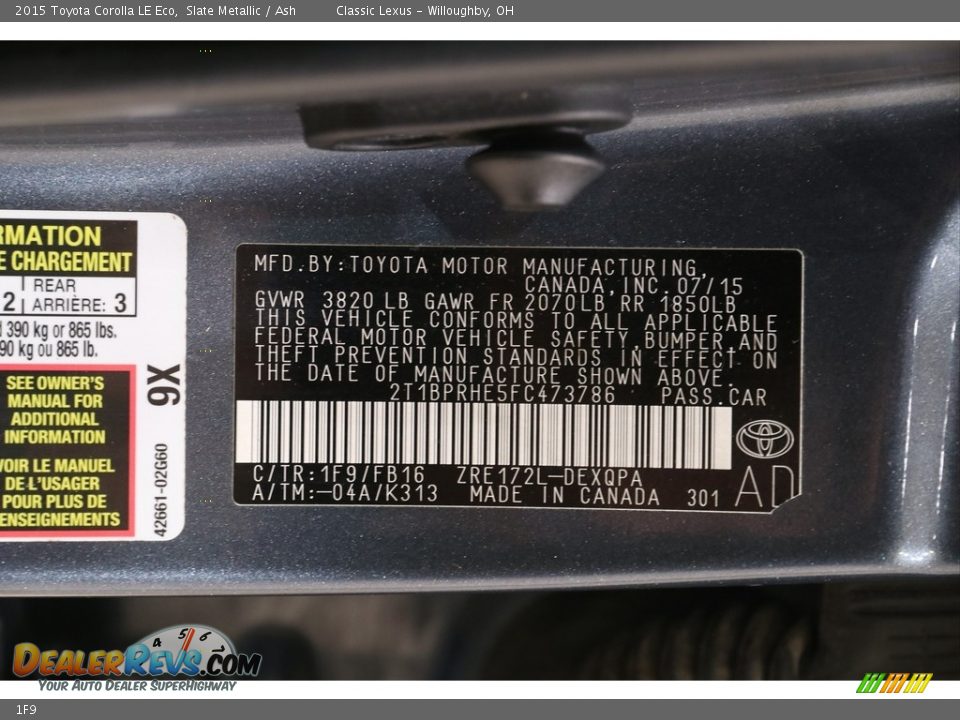 2015 Toyota Corolla LE Eco, Slate Metallic / Ash Classic Lexus - Willoughby, OH
RMATION
E CHARGEMENT
2 REAR ARRIÈRE: 3
390 kg or 865 lbs.
90 kg ou 865 lb.
SEE OWNER'S
MANUAL FOR
ADDITIONAL
INFORMATION
VOIR LE MANUEL
DE L'USAGER
POUR PLUS DE
ENSEIGNEMENTS
9X
42661-02G60
MFD.BY:TOYOTA MOTOR MANUFACTURING,
CANADA,INC.07/15
GVWR 3820 LB GAWR FR 2070LB RR 1850LB
THIS VEHICLE CONFORMS TO ALL APPLICABLE
FEDERAL MOTOR VEHICLE SAFETY,BUMPER,AND
THEFT PREVENTION STANDARDS IN EFFECT ON
THE DATE OF MANUFACTURE SHOWN ABOVE.
2T1BPRHE5FC473786 PASS.CAR
C/TR:1F9/FB16 ZRE172L-DEXQPA
A/TM:-04A/K313 MADE IN CANADA 301 AD
4 5 6
DEALERREVS.COM
YOUR AUTO DEALER SUPERHIGHWAY
1F9